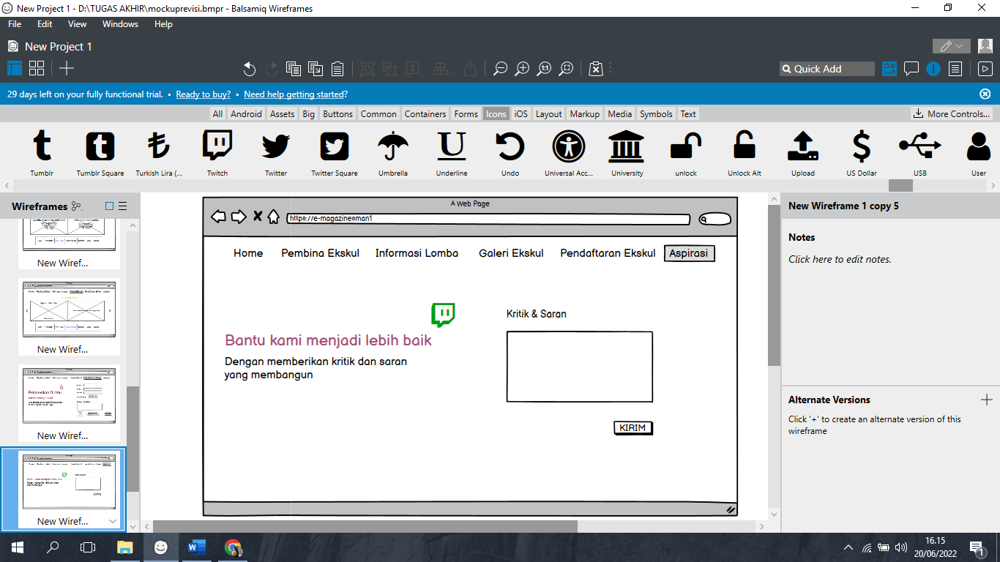 New Project 1 - D:\TUGAS AKHIR\mockuprevisi.bmpr - Balsamiq Wireframes
File Edit View Windows Help
New Project 1
1:1
Quick Add
29 days left on your fully functional trial. • Ready to buy? • Need help getting started?
All Android Assets Big Buttons Common Containers Forms Icons iOS Layout Markup Media Symbols Text More Controls...
Tumblr Tumblr Square Turkish Lira (... Twitch Twitter Twitter Square Umbrella Underline Undo Universal Acc... University unlock Unlock Alt Upload US Dollar USB User
Wireframes
New Wiref...
New Wiref...
New Wiref...
New Wiref...
A Web Page
https://e-magazinesman1
Home Pembina Ekskul Informasi Lomba Galeri Ekskul Pendaftaran Ekskul Aspirasi
Bantu kami menjadi lebih baik
Dengan memberikan kritik dan saran
yang membangun
Kritik & Saran
KIRIM
New Wireframe 1 copy 5
Notes
Click here to edit notes.
Alternate Versions
Click '+' to create an alternate version of this
wireframe
16.15
20/06/2022
1